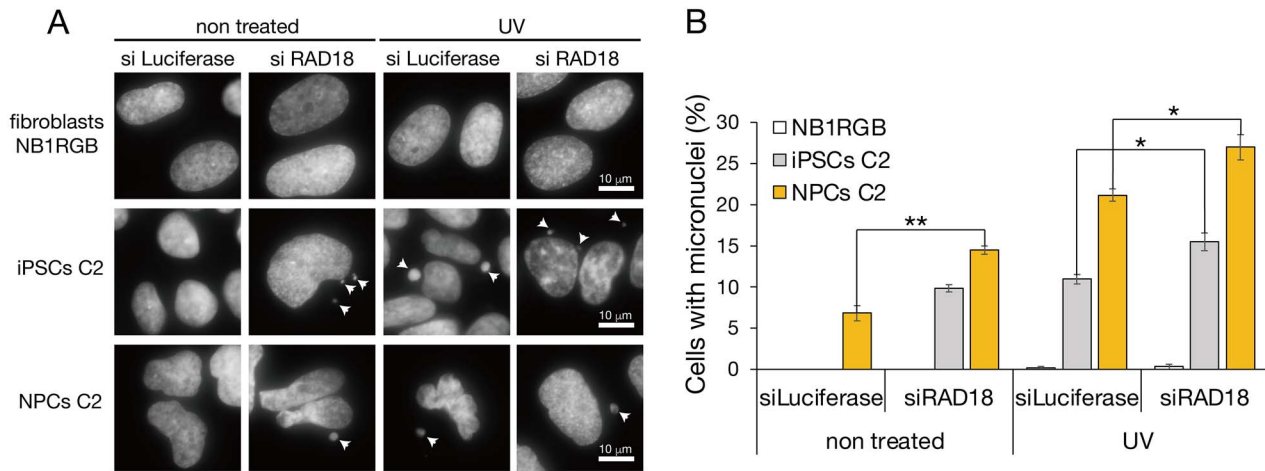 A
non treated
UV
si Luciferase
si RAD18
si Luciferase
si RAD18
fibroblasts
NB1RGB
10 μm
iPSCs C2
10 μm
NPCs C2
10 μm
B
Cells with micronuclei (%)
30
25
20
15
10
5
0
NB1RGB
iPSCs C2
NPCs C2
**
*
*
siLuciferase
siRAD18
siLuciferase
siRAD18
non treated
UV